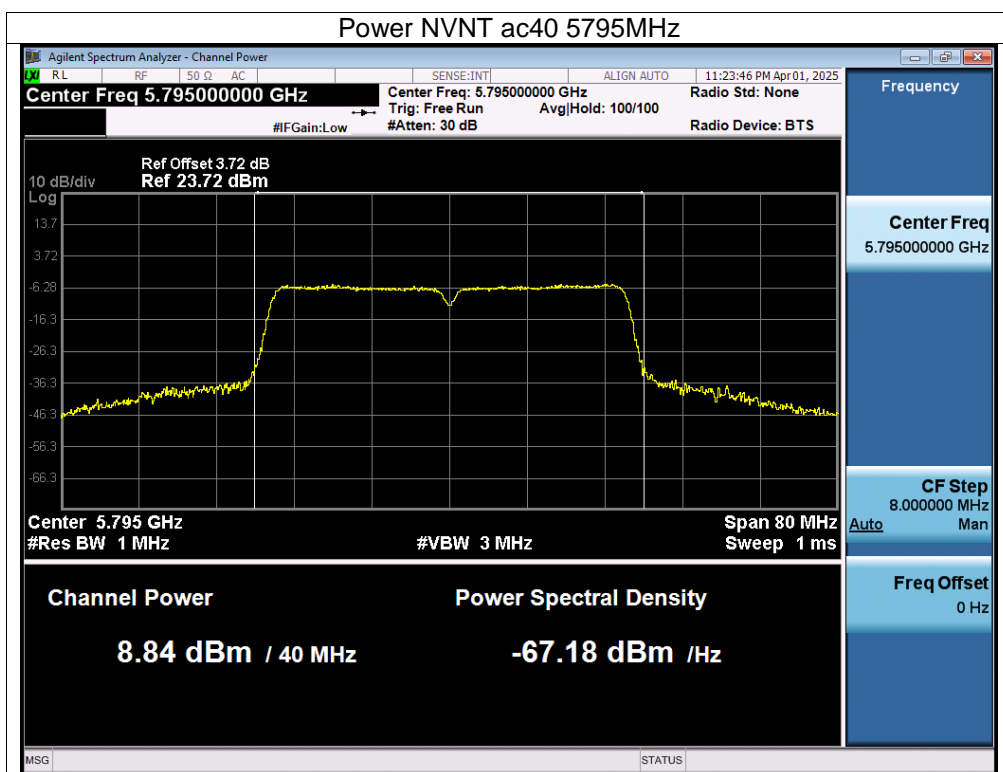 Power NVNT ac40 5795MHz
Agilent Spectrum Analyzer - Channel Power
LXI RL RF 50 Ω AC SENSE:INT ALIGN AUTO 11:23:46 PM Apr 01, 2025
Center Freq 5.795000000 GHz Center Freq: 5.795000000 GHz Radio Std: None
Trig: Free Run Avg|Hold: 100/100
#IFGain:Low #Atten: 30 dB Radio Device: BTS
Frequency
Ref Offset 3.72 dB
10 dB/div Ref 23.72 dBm
Log
13.7
3.72
-6.28
-16.3
-26.3
-36.3
-46.3
-56.3
-66.3
Center 5.795 GHz Span 80 MHz
#Res BW 1 MHz #VBW 3 MHz Sweep 1 ms
Center Freq
5.795000000 GHz
CF Step
8.000000 MHz
Auto Man
Freq Offset
0 Hz
Channel Power Power Spectral Density
8.84 dBm / 40 MHz -67.18 dBm /Hz
MSG STATUS